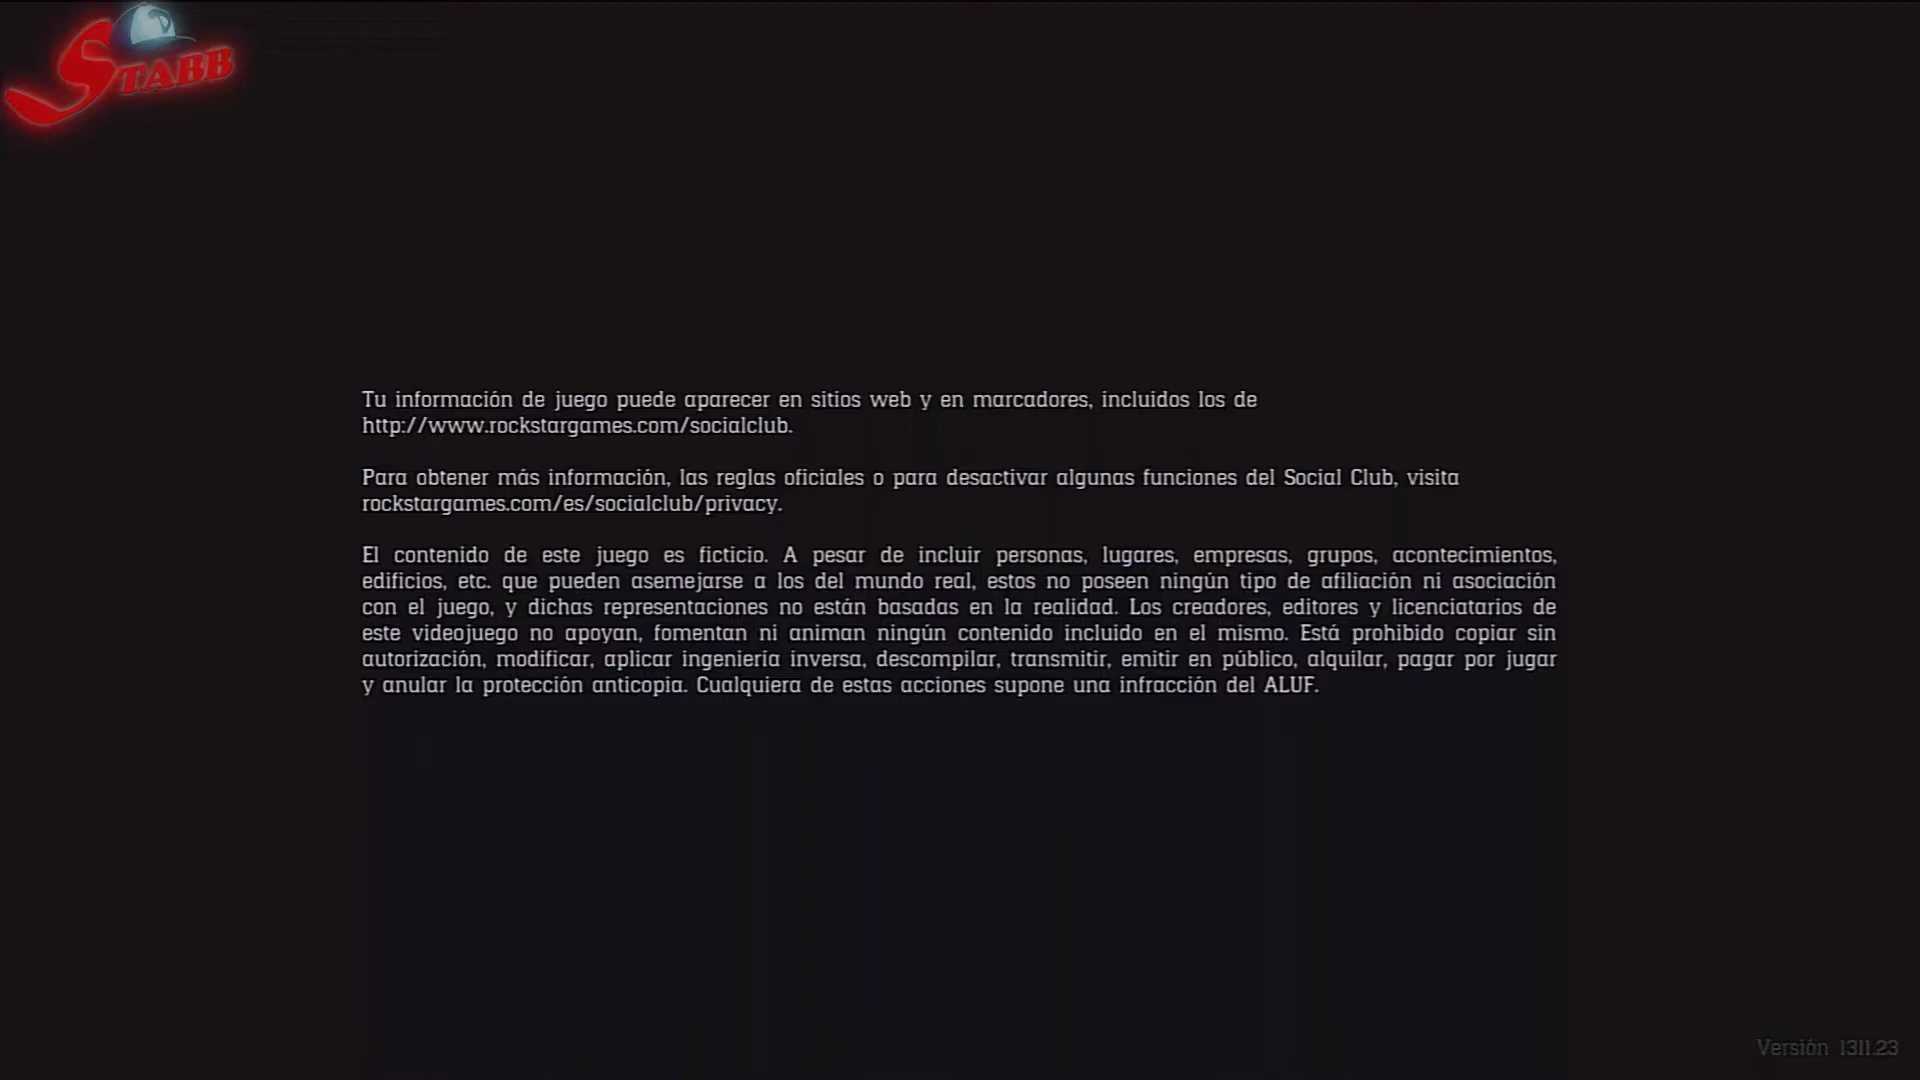 STABB
Tu información de juego puede aparecer en sitios web y en marcadores, incluidos los de
http://www.rockstargames.com/socialclub.
Para obtener más información, las reglas oficiales o para desactivar algunas funciones del Social Club, visita
rockstargames.com/es/socialclub/privacy.
El contenido de este juego es ficticio. A pesar de incluir personas, lugares, empresas, grupos, acontecimientos,
edificios, etc. que pueden asemejarse a los del mundo real, estos no poseen ningún tipo de afiliación ni asociación
con el juego, y dichas representaciones no están basadas en la realidad. Los creadores, editores y licenciatarios de
este videojuego no apoyan, fomentan ni animan ningún contenido incluido en el mismo. Está prohibido copiar sin
autorización, modificar, aplicar ingeniería inversa, descompilar, transmitir, emitir en público, alquilar, pagar por jugar
y anular la protección anticopia. Cualquiera de estas acciones supone una infracción del ALUF.
Versión 1311.23